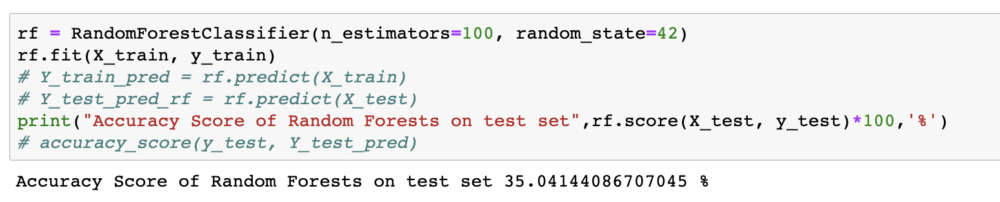 rf = RandomForestClassifier(n_estimators=100, random_state=42)
rf.fit(X_train, y_train)
# Y_train_pred = rf.predict(X_train)
# Y_test_pred_rf = rf.predict(X_test)
print("Accuracy Score of Random Forests on test set",rf.score(X_test, y_test)*100,'%')
# accuracy_score(y_test, Y_test_pred)
Accuracy Score of Random Forests on test set 35.04144086707045 %